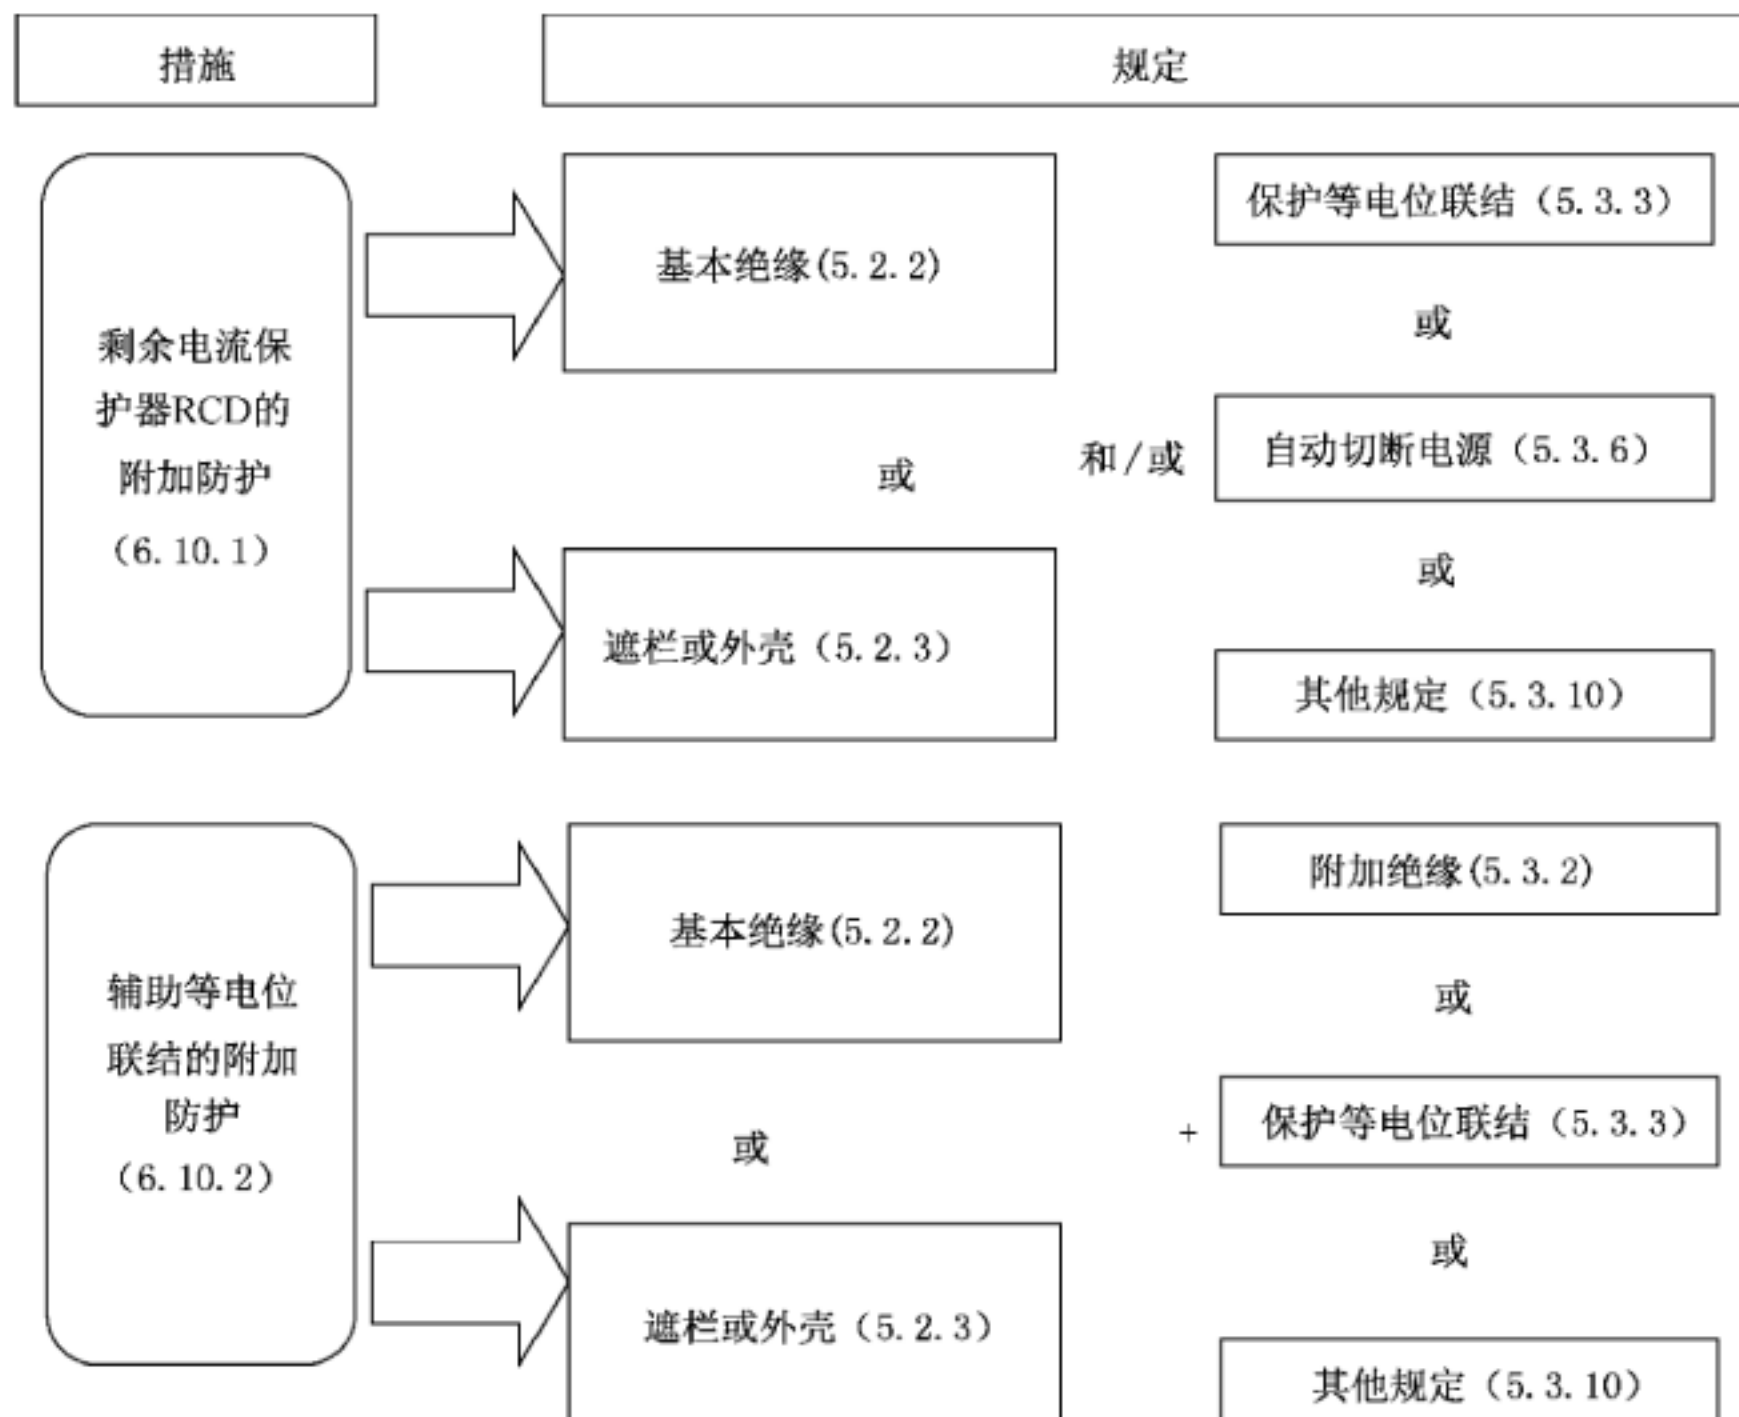 措施
规定
剩余电流保
护器RCD的
附加防护
（6.10.1）
基本绝缘(5.2.2)
或
遮栏或外壳（5.2.3）
和/或
保护等电位联结（5.3.3）
或
自动切断电源（5.3.6）
或
其他规定（5.3.10）
辅助等电位
联结的附加
防护
（6.10.2）
基本绝缘(5.2.2)
或
遮栏或外壳（5.2.3）
+
附加绝缘(5.3.2)
或
保护等电位联结（5.3.3）
或
其他规定（5.3.10）